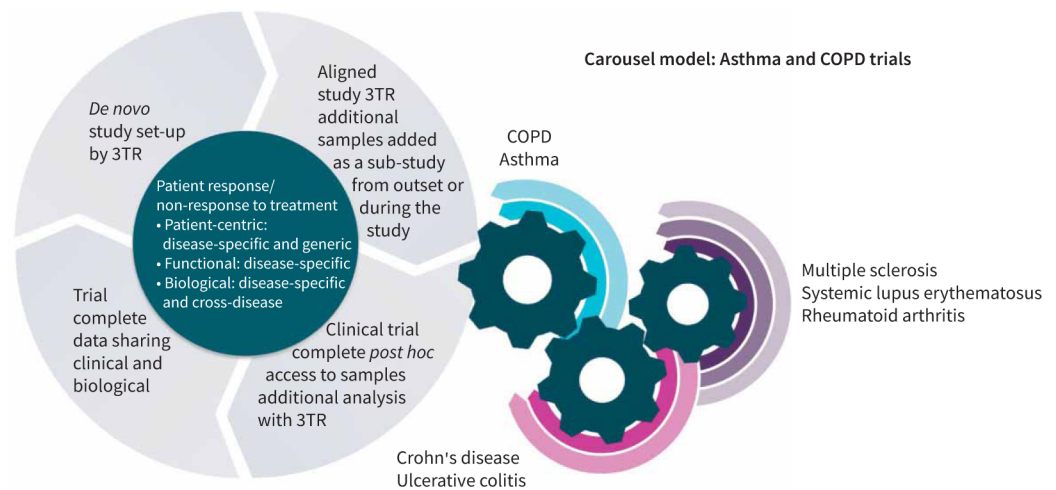 Carousel model: Asthma and COPD trials
De novo
study set-up
by 3TR
Aligned
study 3TR
additional
samples added
as a sub-study
from outset or
during the
study
Patient response/
non-response to treatment
• Patient-centric:
disease-specific and generic
• Functional: disease-specific
• Biological: disease-specific
and cross-disease
Trial
complete
data sharing
clinical and
biological
Clinical trial
complete post hoc
access to samples
additional analysis
with 3TR
COPD
Asthma
Multiple sclerosis
Systemic lupus erythematosus
Rheumatoid arthritis
Crohn's disease
Ulcerative colitis